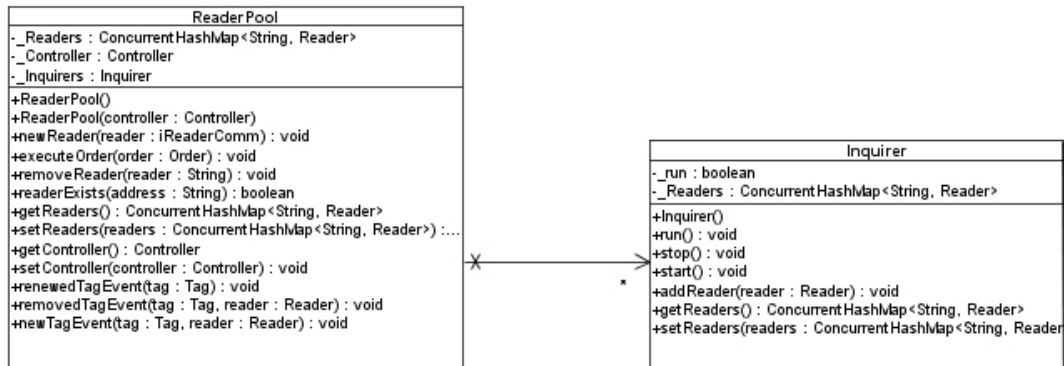 ReaderPool
-_Readers : ConcurrentHashMap<String, Reader>
-_Controller : Controller
-_Inquirers : Inquirer
+ReaderPool()
+ReaderPool(controller : Controller)
+newReader(reader : iReaderComm) : void
+executeOrder(order : Order) : void
+removeReader(reader : String) : void
+readerExists(address : String) : boolean
+getReaders() : ConcurrentHashMap<String, Reader>
+setReaders(readers : ConcurrentHashMap<String, Reader>) :...
+getController() : Controller
+setController(controller : Controller) : void
+renewedTagEvent(tag : Tag) : void
+removedTagEvent(tag : Tag, reader : Reader) : void
+newTagEvent(tag : Tag, reader : Reader) : void
*
Inquirer
-_run : boolean
-_Readers : ConcurrentHashMap<String, Reader>
+Inquirer()
+run() : void
+stop() : void
+start() : void
+addReader(reader : Reader) : void
+getReaders() : ConcurrentHashMap<String, Reader>
+setReaders(readers : ConcurrentHashMap<String, Reader